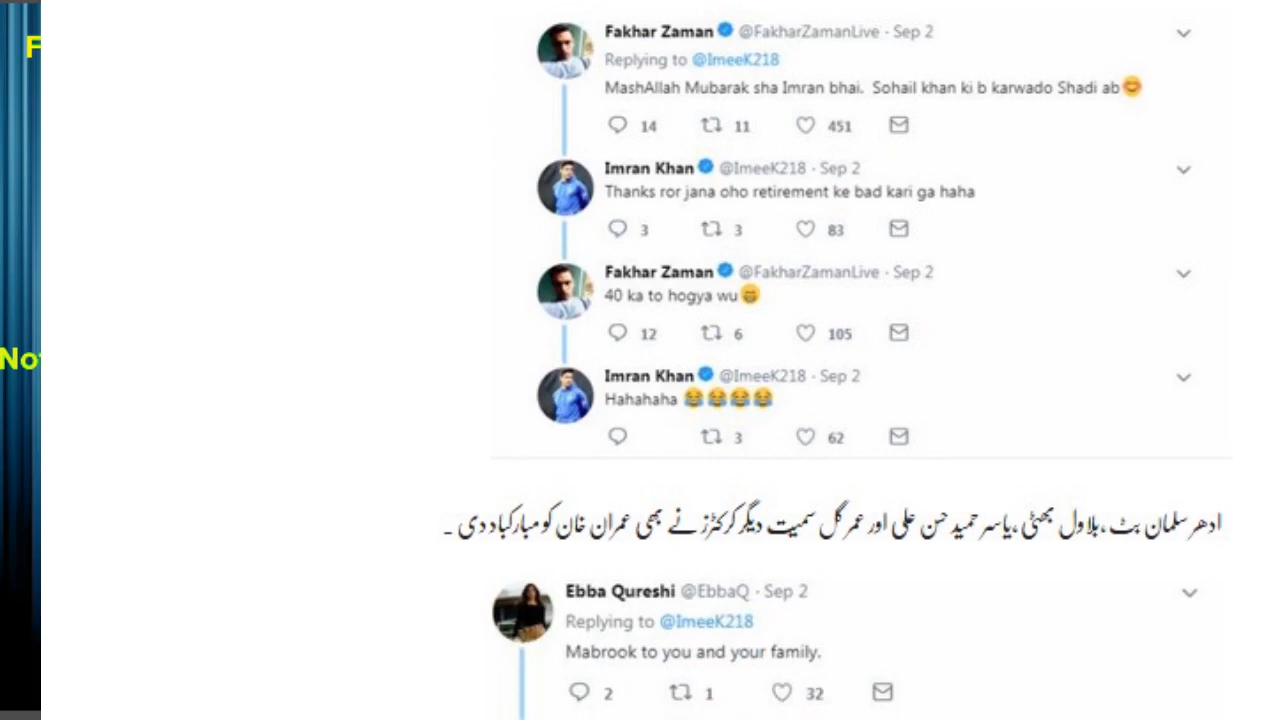 F
No
Fakhar Zaman @FakharZamanLive · Sep 2
Replying to @ImeeK218
MashAllah Mubarak sha Imran bhai. Sohail khan ki b karwado Shadi ab
14 11 451
Imran Khan @ImeeK218 · Sep 2
Thanks ror jana oho retirement ke bad kari ga haha
3 3 83
Fakhar Zaman @FakharZamanLive · Sep 2
40 ka to hogya wu
12 6 105
Imran Khan @ImeeK218 · Sep 2
Hahahaha 😂😂😂😂
3 62
ادھر سلمان بٹ ،بلاول بھٹی ،یاسر حمید حسن علی اور عمر گل سمیت دیگر کرکٹرز نے بھی عمران خان کو مبارکباد دی ۔
Ebba Qureshi @EbbaQ · Sep 2
Replying to @ImeeK218
Mabrook to you and your family.
2 1 32